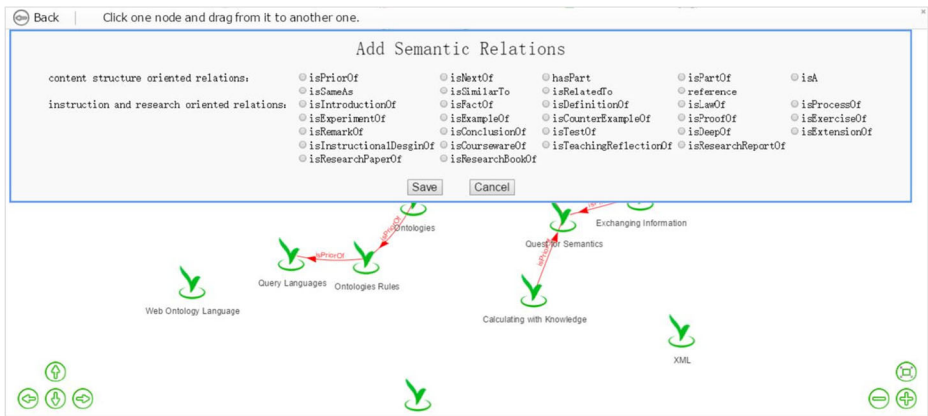 Back Click one node and drag from it to another one.
Add Semantic Relations
content structure oriented relations: isPriorOf isNextOf hasPart isPartOf isA
isSameAs isSimilarTo isRelatedTo reference
instruction and research oriented relations: isIntroductionOf isFactOf isDefinitionOf isLawOf isProcessOf
isExperimentOf isExampleOf isCounterExampleOf isProofOf isExerciseOf
isRemarkOf isConclusionOf isTestOf isDeepOf isExtensionOf
isInstructionalDesginOf isCoursewareOf isTeachingReflectionOf isResearchReportOf
isResearchPaperOf isResearchBookOf
Save Cancel
Exchanging Information
isPriorOf
Ontologies
Quest for Semantics
isPriorOf
Query Languages
Ontologies Rules
Web Ontology Language
Calculating with Knowledge
XML